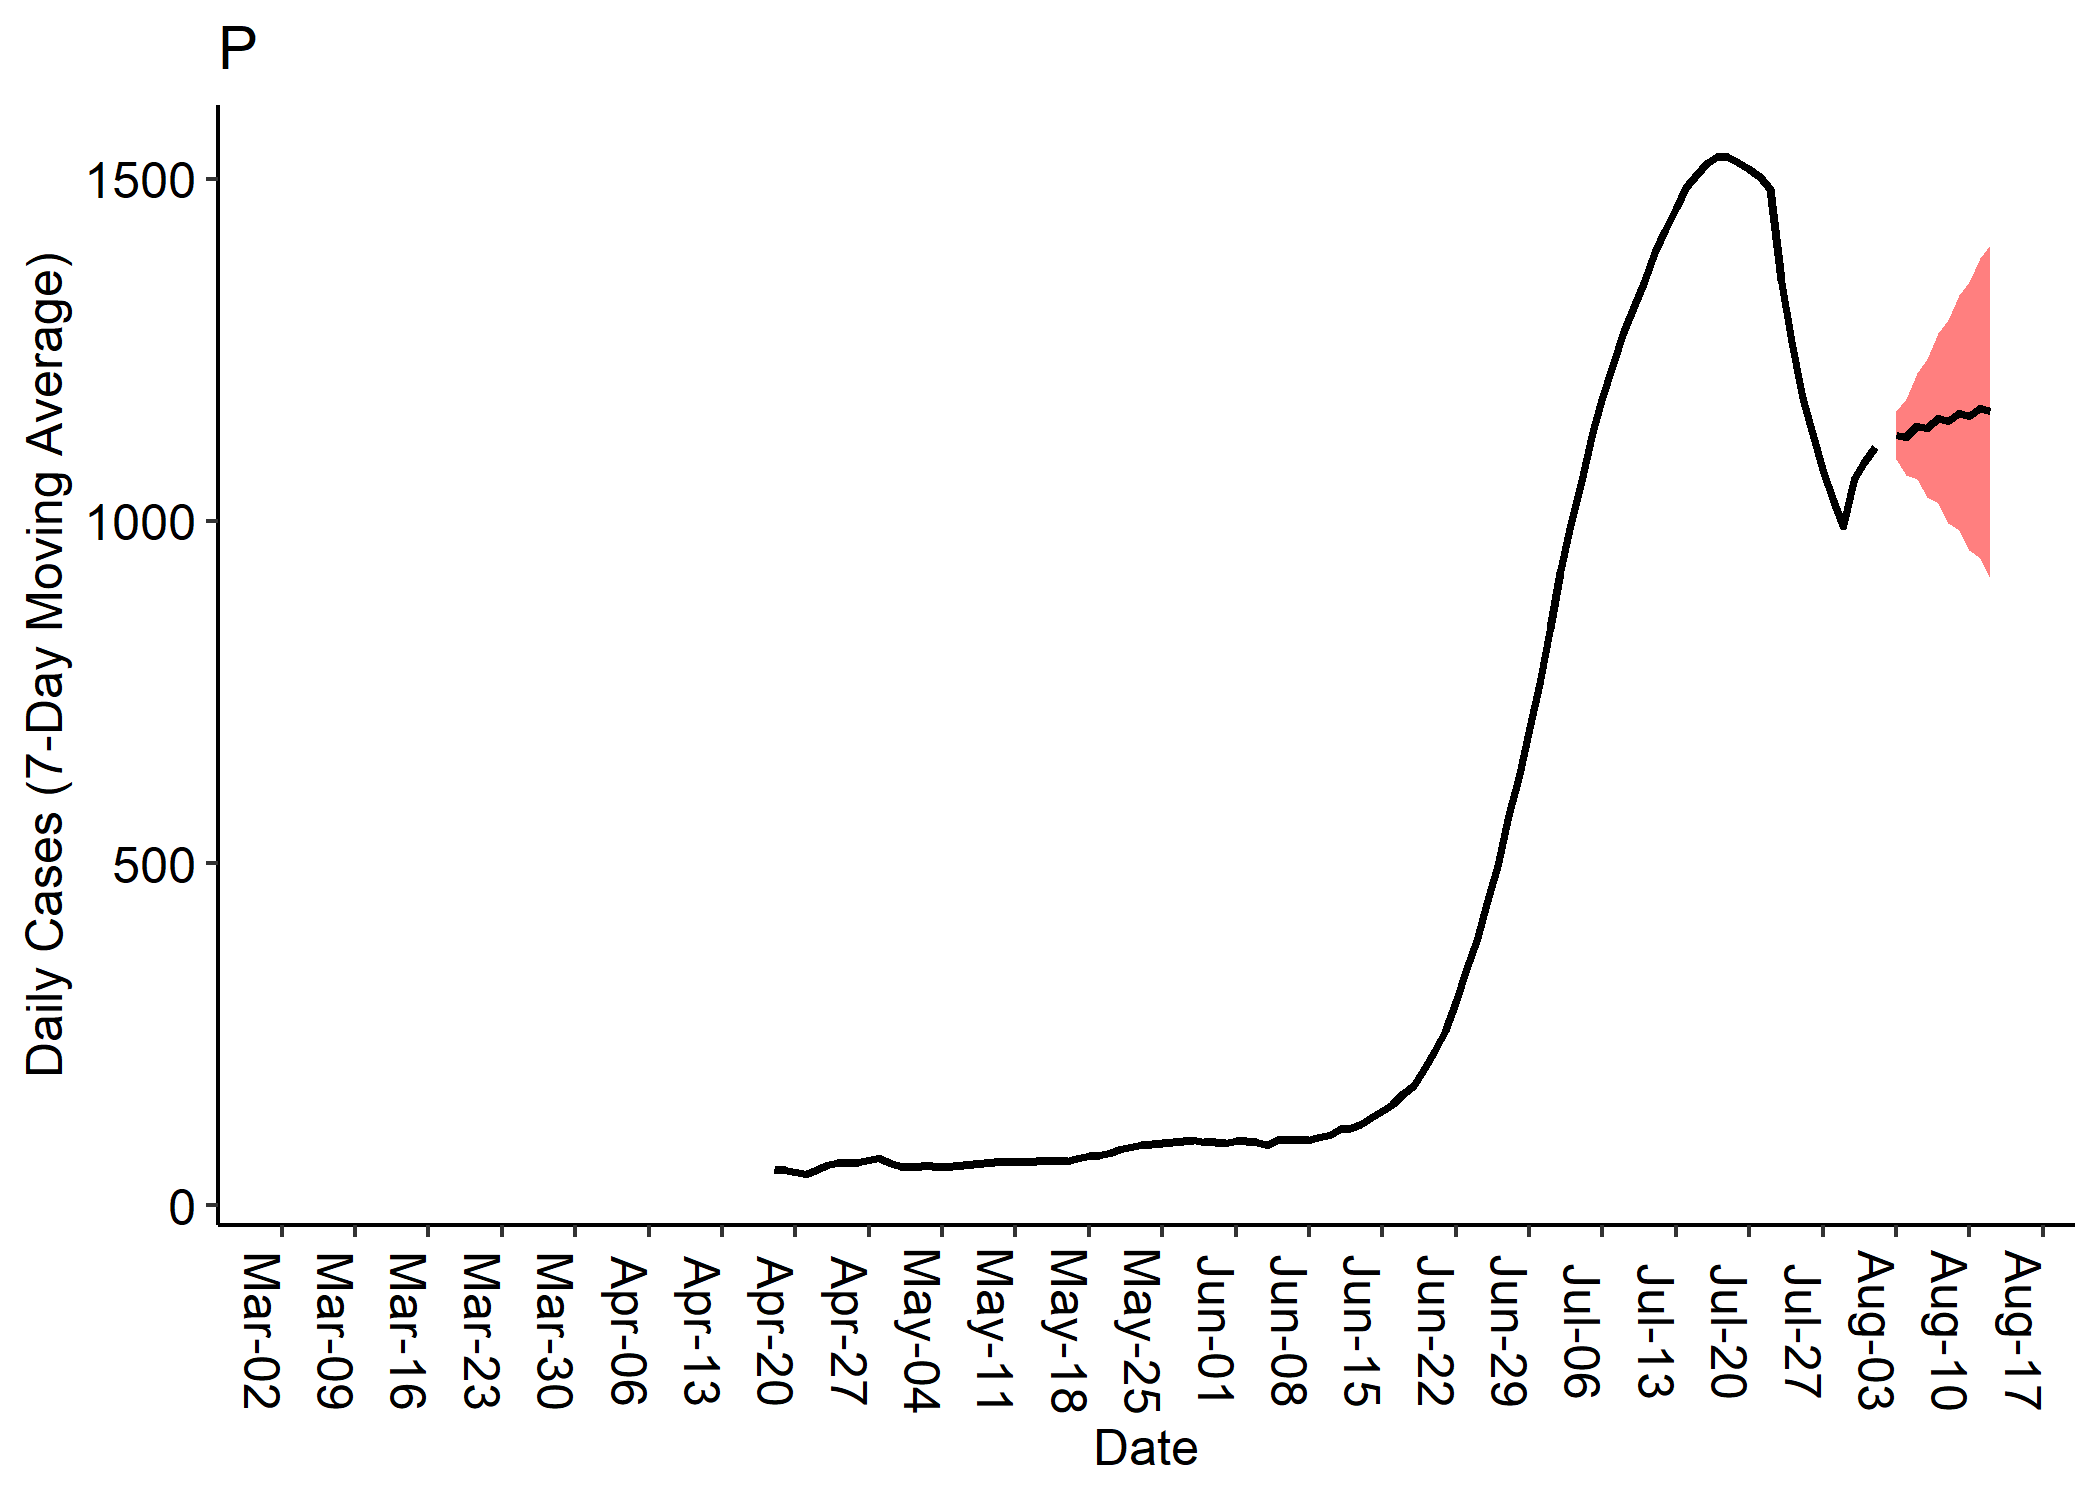 P
Daily Cases (7-Day Moving Average)
1500
1000
500
0
Mar-02
Mar-09
Mar-16
Mar-23
Mar-30
Apr-06
Apr-13
Apr-20
Apr-27
May-04
May-11
May-18
May-25
Jun-01
Jun-08
Jun-15
Jun-22
Jun-29
Jul-06
Jul-13
Jul-20
Jul-27
Aug-03
Aug-10
Aug-17
Date